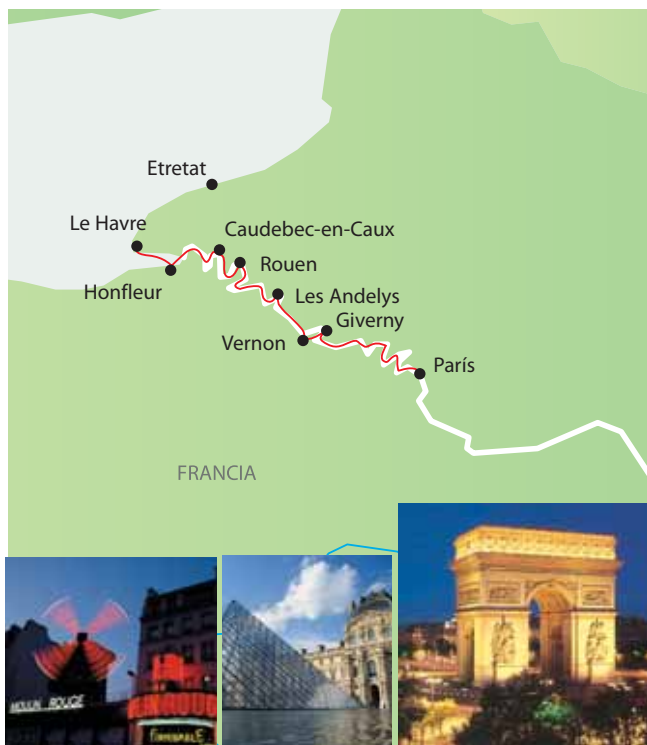 Etretat
Le Havre
Caudebec-en-Caux
Rouen
Honfleur
Les Andelys
Giverny
Vernon
París
FRANCIA
MOULIN ROUGE